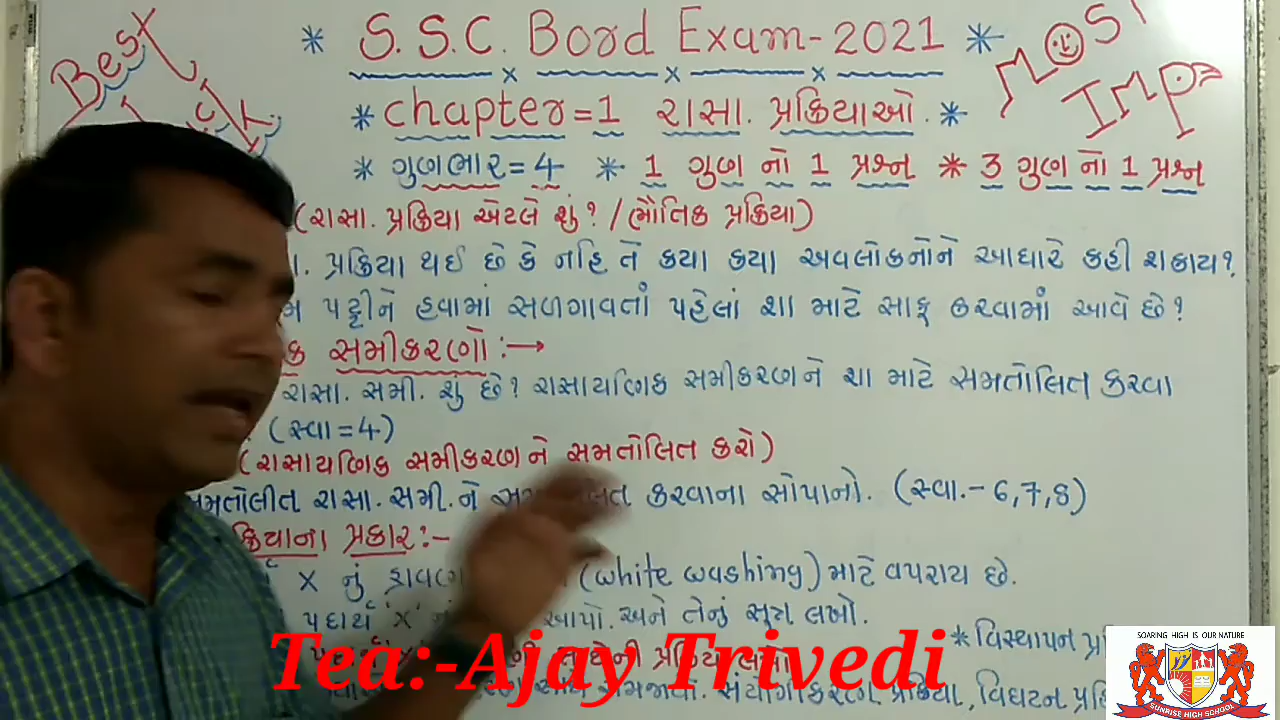 Best
* S. S. C. Bord Exam - 2021 *
MOST
IMP
* chapter = 1 રાસા. પ્રક્રિયાઓ. *
* ગુણભાર = 4 * 1 ગુણ નો 1 પ્રશ્ન * 3 ગુણ નો 1 પ્રશ્ન
(રાસા. પ્રક્રિયા એટલે શું? / ભૌતિક પ્રક્રિયા)
પ્રક્રિયા થઈ છે કે નહિ તે કયા કયા અવલોકનોને આધારે કહી શકાય?
પટ્ટીને હવામાં સળગાવતાં પહેલાં શા માટે સાફ કરવામાં આવે છે?
સમીકરણો :→
રાસા. સમી. શું છે? રાસાયણિક સમીકરણને શા માટે સમતોલિત કરવા
(સ્વા = 4)
(રાસાયણિક સમીકરણ ને સમતોલિત કરો)
રાસા. સમી. ને કરવાના સોપાનો. (સ્વા.- 6, 7, 8)
પ્રકાર :-
X નું (white washing) માટે વપરાય છે.
પદાર્થ 'X' આપો. અને તેનું સૂત્ર લખો.
* વિસ્થાપન
Tea:-Ajay Trivedi
સંયોગીકરણ પ્રક્રિયા, વિઘટન
SOARING HIGH IS OUR NATURE
SUNRISE HIGH SCHOOL